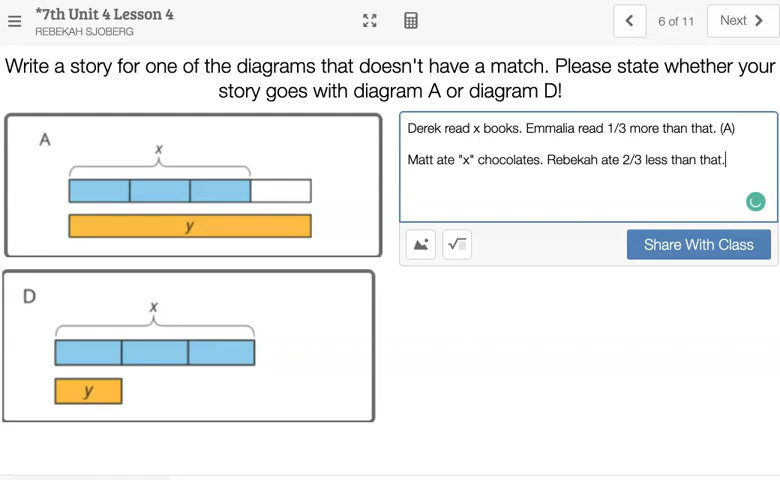 *7th Unit 4 Lesson 4
REBEKAH SJOBERG
6 of 11
Next
Write a story for one of the diagrams that doesn't have a match. Please state whether your
story goes with diagram A or diagram D!
A
x
y
Derek read x books. Emmalia read 1/3 more than that. (A)
Matt ate "x" chocolates. Rebekah ate 2/3 less than that.
Share With Class
D
x
y